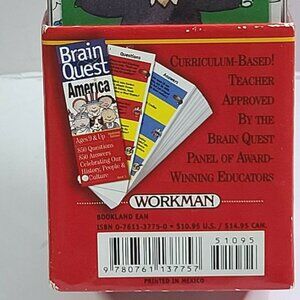 Brain
Quest
America
Ages 9 & Up
850 Questions
850 Answers
Celebrating Our
History, People &
Culture
Questions
Answers
CURRICULUM-BASED!
TEACHER
APPROVED
BY THE
BRAIN QUEST
PANEL OF AWARD-
WINNING EDUCATORS
WORKMAN
BOOKLAND EAN
ISBN 0-7611-3775-0 • $10.95 U.S. / $14.95 CAN.
51095
9 780761 137757
PRINTED IN MEXICO